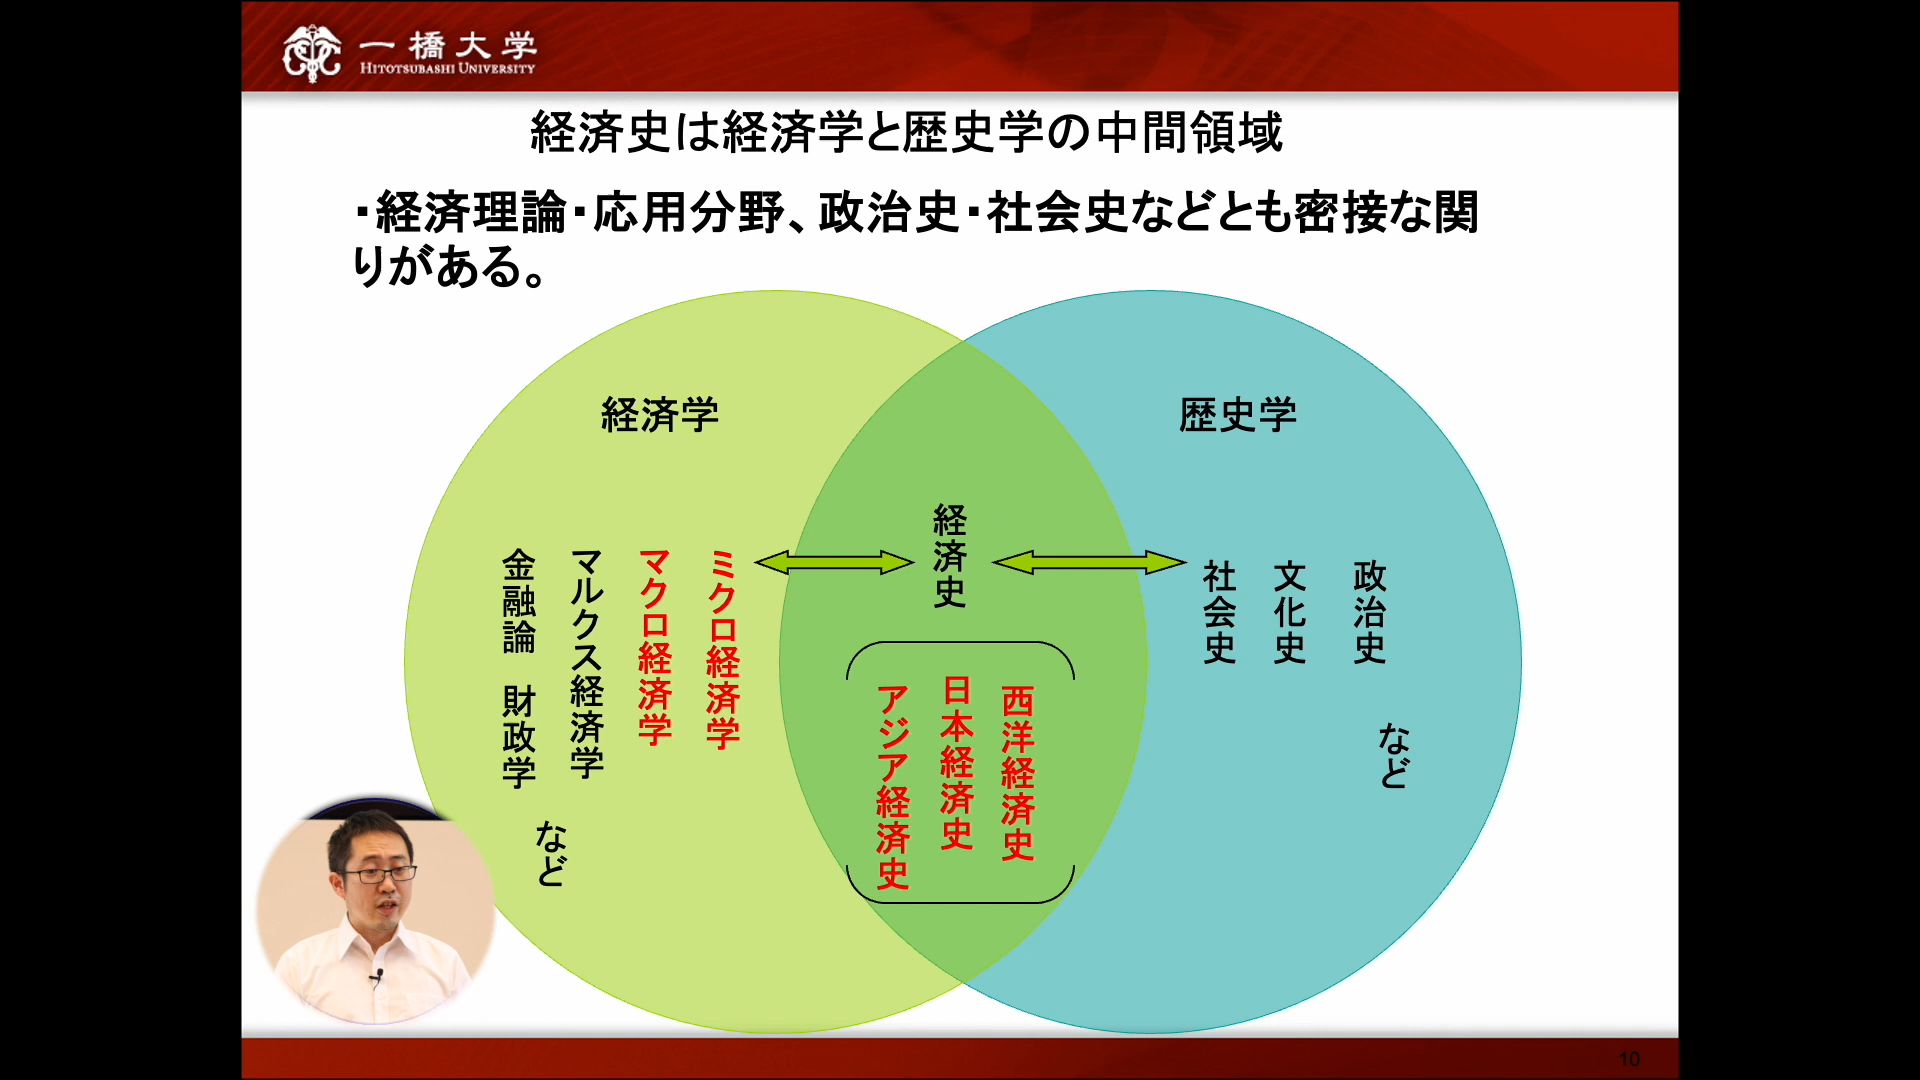 一橋大学
HITOTSUBASHI UNIVERSITY
経済史は経済学と歴史学の中間領域
・経済理論・応用分野、政治史・社会史などとも密接な関
りがある。
経済学
歴史学
経済史
ミクロ経済学
マクロ経済学
マルクス経済学
金融論　財政学
など
西洋経済史
日本経済史
アジア経済史
政治史
文化史
社会史
など
10